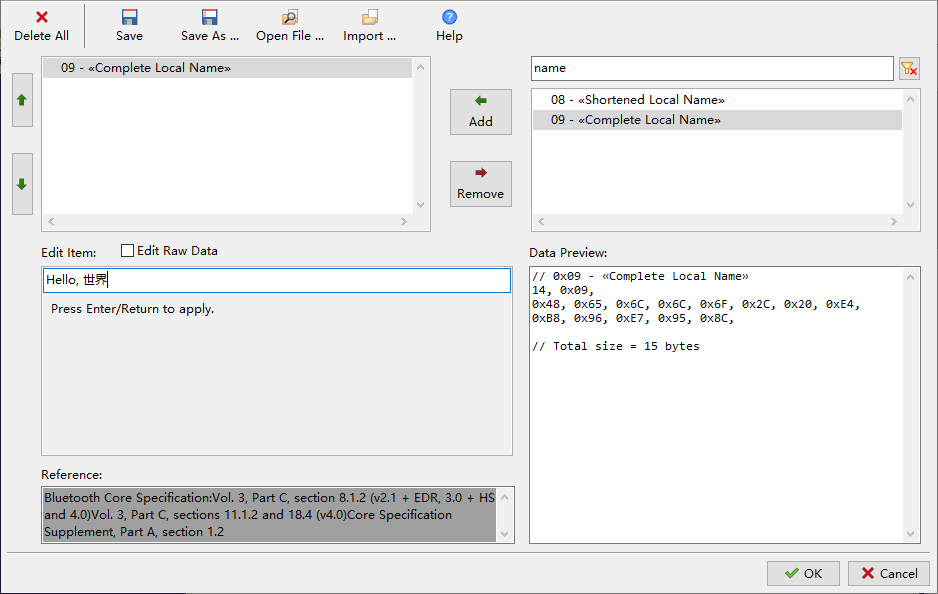 Delete All
Save
Save As ...
Open File ...
Import ...
Help
09 - «Complete Local Name»
Add
Remove
name
08 - «Shortened Local Name»
09 - «Complete Local Name»
Edit Item:
Edit Raw Data
Hello, 世界
Press Enter/Return to apply.
Reference:
Bluetooth Core Specification:Vol. 3, Part C, section 8.1.2 (v2.1 + EDR, 3.0 + HS
and 4.0)Vol. 3, Part C, sections 11.1.2 and 18.4 (v4.0)Core Specification
Supplement, Part A, section 1.2
Data Preview:
// 0x09 - «Complete Local Name»
14, 0x09,
0x48, 0x65, 0x6C, 0x6C, 0x6F, 0x2C, 0x20, 0xE4,
0xB8, 0x96, 0xE7, 0x95, 0x8C,
// Total size = 15 bytes
OK
Cancel